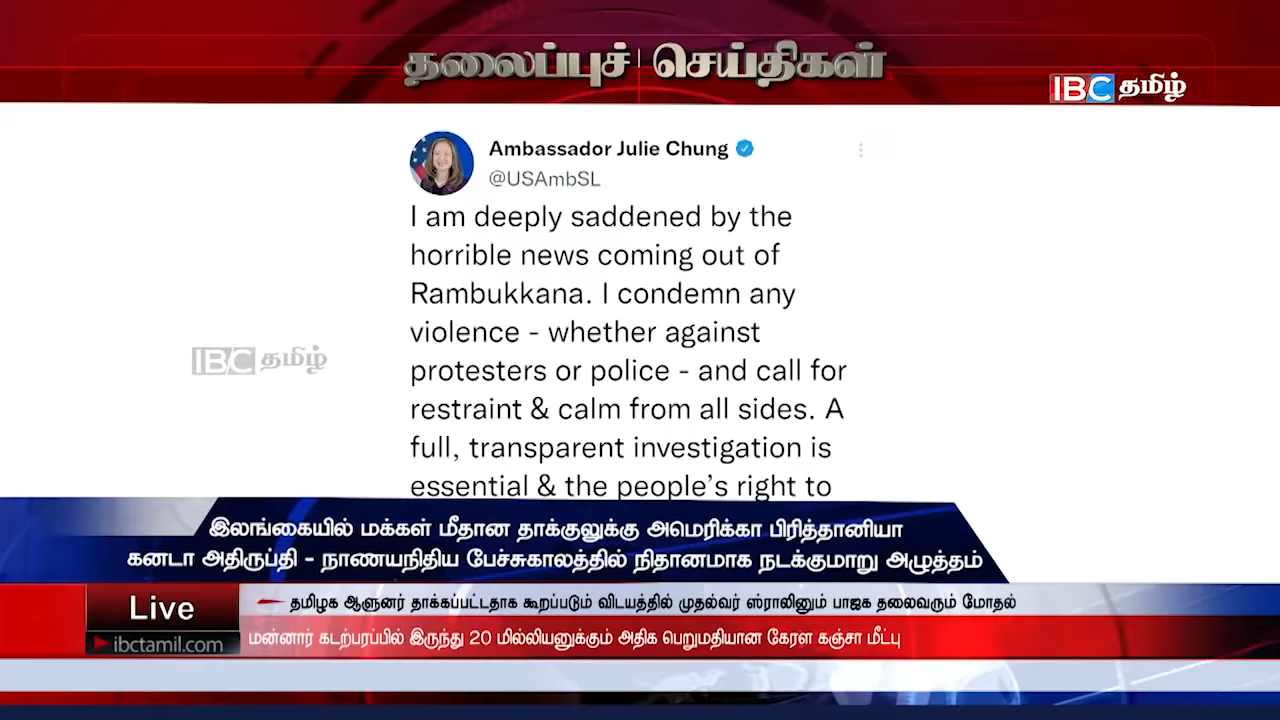 தலைப்புச் செய்திகள்
IBC தமிழ்
Ambassador Julie Chung
@USAmbSL
I am deeply saddened by the
horrible news coming out of
Rambukkana. I condemn any
violence - whether against
protesters or police - and call for
restraint & calm from all sides. A
full, transparent investigation is
essential & the people's right to
IBC தமிழ்
இலங்கையில் மக்கள் மீதான தாக்குலுக்கு அமெரிக்கா பிரித்தானியா
கனடா அதிருப்தி - நாணயநிதிய பேச்சுகாலத்தில் நிதானமாக நடக்குமாறு அழுத்தம்
Live
தமிழக ஆளுனர் தாக்கப்பட்டதாக கூறப்படும் விடயத்தில் முதல்வர் ஸ்ராலினும் பாஜக தலைவரும் மோதல்
ibctamil.com
மன்னார் கடற்பரப்பில் இருந்து 20 மில்லியனுக்கும் அதிக பெறுமதியான கேரள கஞ்சா மீட்பு